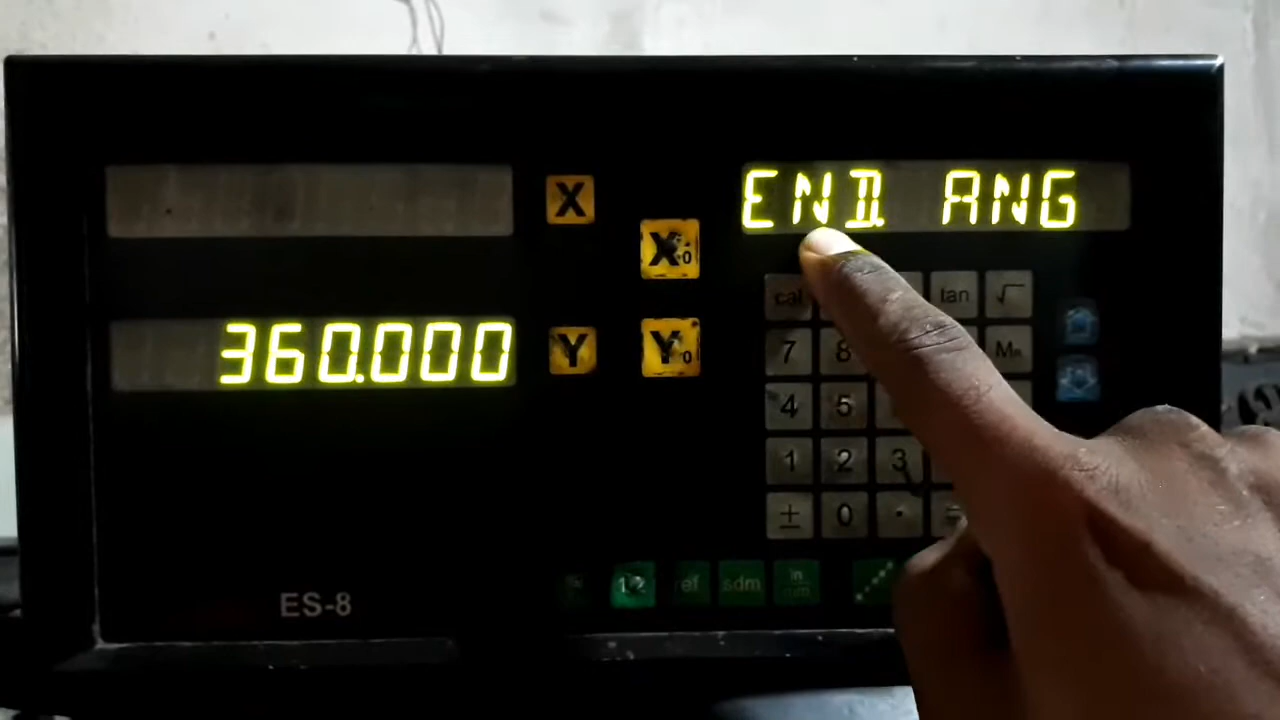 X
END. ANG
X₀
cal
tan
√
360.000
Y
Y₀
7
8
4
5
1
2
3
±
0
.
ES-8
1/2
ref
sdm
in
mm